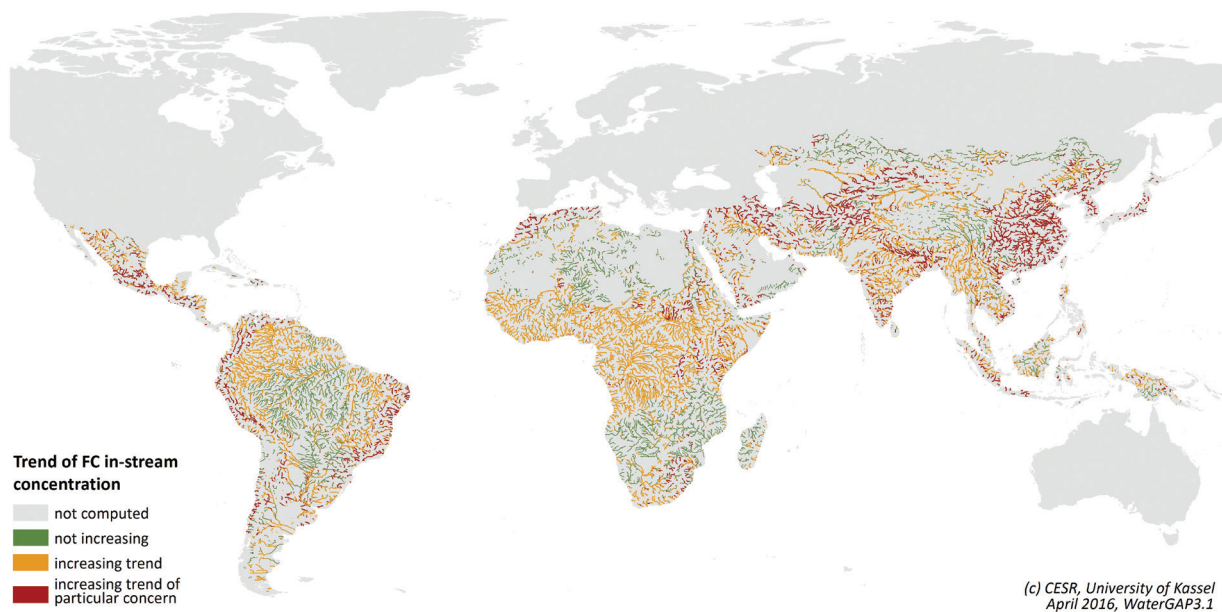 Trend of FC in-stream
concentration
not computed
not increasing
increasing trend
increasing trend of
particular concern
(c) CESR, University of Kassel
April 2016, WaterGAP3.1